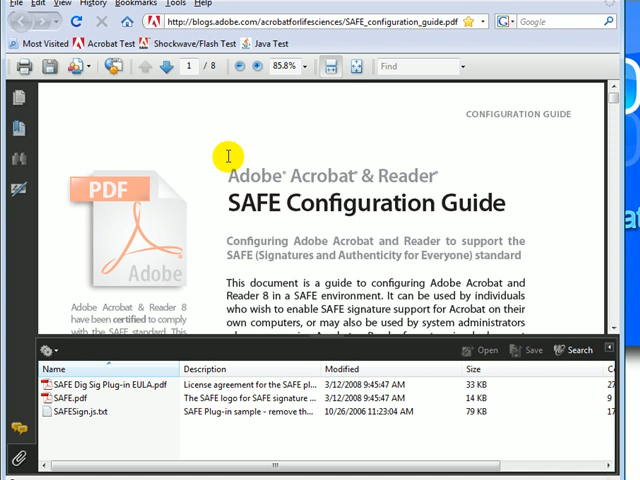 File Edit View History Bookmarks Tools Help
http://blogs.adobe.com/acrobatforlifesciences/SAFE_configuration_guide.pdf
Google
Most Visited Acrobat Test Shockwave/Flash Test Java Test
1 / 8 85.8% Find
CONFIGURATION GUIDE
PDF
Adobe
Adobe® Acrobat® & Reader®
SAFE Configuration Guide
Configuring Adobe Acrobat and Reader to support the
SAFE (Signatures and Authenticity for Everyone) standard
This document is a guide to configuring Adobe Acrobat and
Reader 8 in a SAFE environment. It can be used by individuals
who wish to enable SAFE signature support for Acrobat on their
own computers, or may also be used by system administrators
Adobe Acrobat & Reader 8
have been certified to comply
with the SAFE standard. This
Open Save Search
Name Description Modified Size
SAFE Dig Sig Plug-in EULA.pdf License agreement for the SAFE pl... 3/12/2008 9:45:47 AM 33 KB
SAFE.pdf The SAFE logo for SAFE signature ... 3/12/2008 9:45:47 AM 14 KB
SAFESign.js.txt SAFE Plug-in sample - remove th... 10/26/2006 11:23:04 AM 79 KB